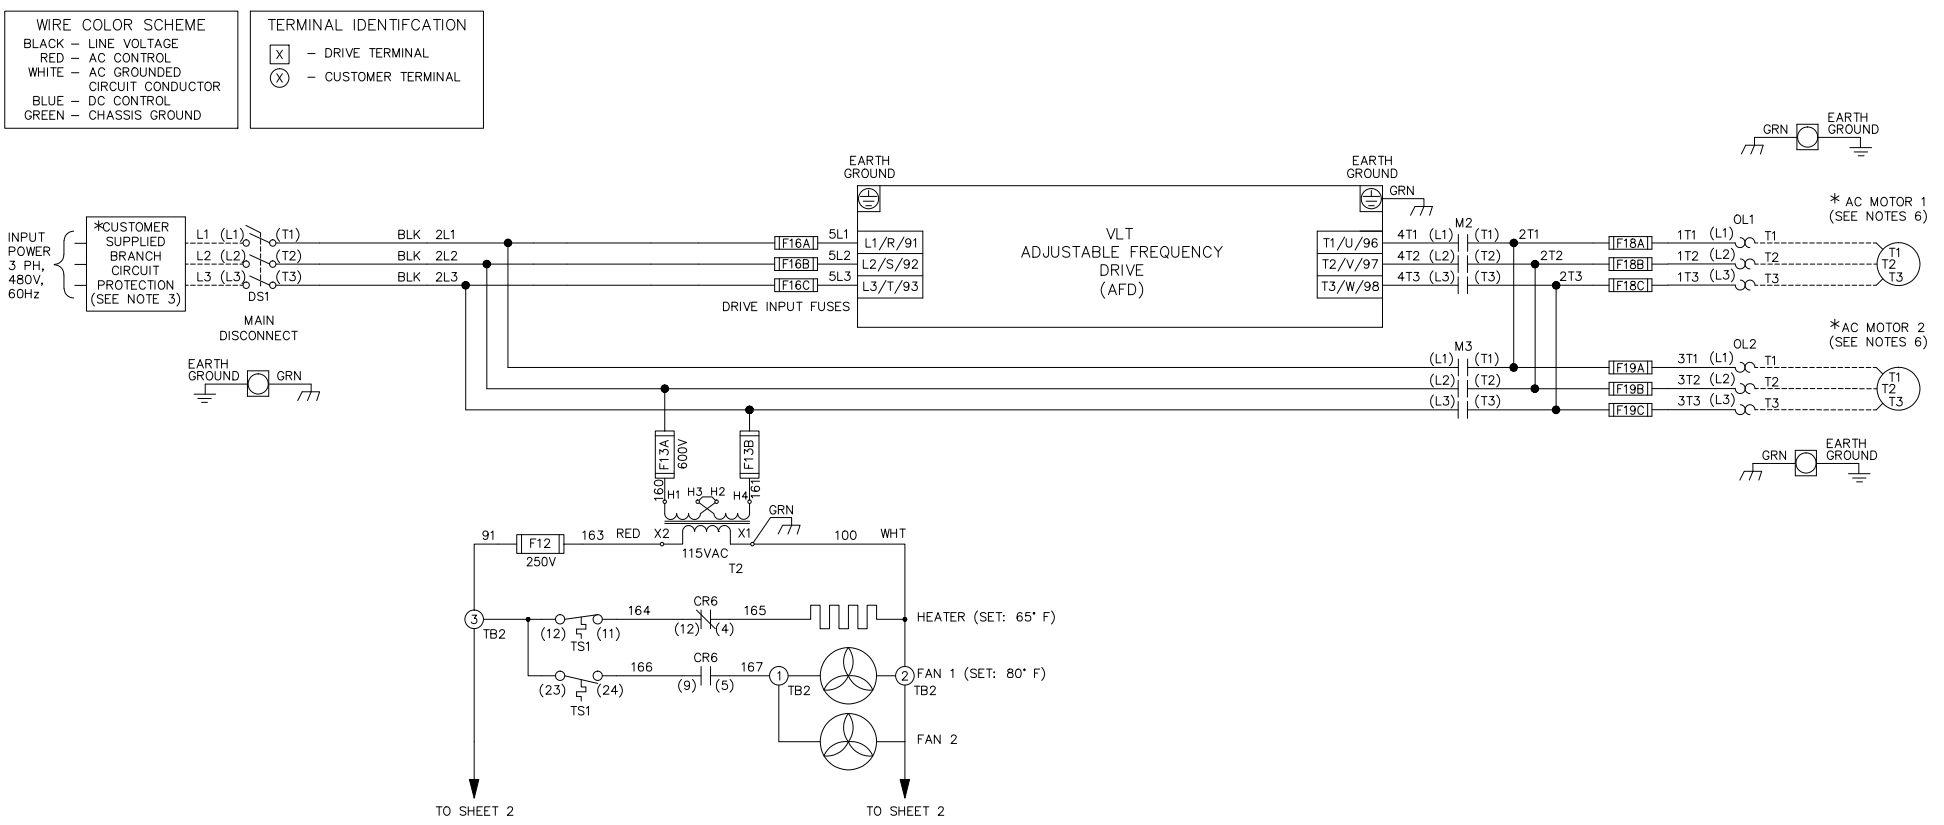 WIRE COLOR SCHEME
BLACK – LINE VOLTAGE
RED – AC CONTROL
WHITE – AC GROUNDED
CIRCUIT CONDUCTOR
BLUE – DC CONTROL
GREEN – CHASSIS GROUND
TERMINAL IDENTIFCATION
X – DRIVE TERMINAL
X – CUSTOMER TERMINAL
GRN
EARTH
GROUND
EARTH
GROUND
EARTH
GROUND
GRN
INPUT
POWER
3 PH,
480V,
60Hz
*CUSTOMER
SUPPLIED
BRANCH
CIRCUIT
PROTECTION
(SEE NOTE 3)
L1 (L1) (T1)
L2 (L2) (T2)
L3 (L3) (T3)
DS1
MAIN
DISCONNECT
BLK 2L1
BLK 2L2
BLK 2L3
F16A 5L1 L1/R/91
F16B 5L2 L2/S/92
F16C 5L3 L3/T/93
DRIVE INPUT FUSES
VLT
ADJUSTABLE FREQUENCY
DRIVE
(AFD)
M2
T1/U/96 4T1 (L1) (T1) 2T1
T2/V/97 4T2 (L2) (T2) 2T2
T3/W/98 4T3 (L3) (T3) 2T3
OL1
F18A 1T1 (L1) T1
F18B 1T2 (L2) T2
F18C 1T3 (L3) T3
* AC MOTOR 1
(SEE NOTES 6)
T1
T2
T3
EARTH
GROUND
GRN
M3
(L1) (T1)
(L2) (T2)
(L3) (T3)
OL2
F19A 3T1 (L1) T1
F19B 3T2 (L2) T2
F19C 3T3 (L3) T3
* AC MOTOR 2
(SEE NOTES 6)
T1
T2
T3
GRN
EARTH
GROUND
F13A
600V
F13B
160
161
H1 H3 H2 H4
GRN
91 F12 163 RED X2 X1 100 WHT
250V
115VAC
T2
3
TB2
(12) (11)
TS1
164
CR6
(12) (4)
165
HEATER (SET: 65° F)
(23) (24)
TS1
166
CR6
(9) (5)
167
1
TB2
2
TB2
FAN 1 (SET: 80° F)
FAN 2
TO SHEET 2
TO SHEET 2